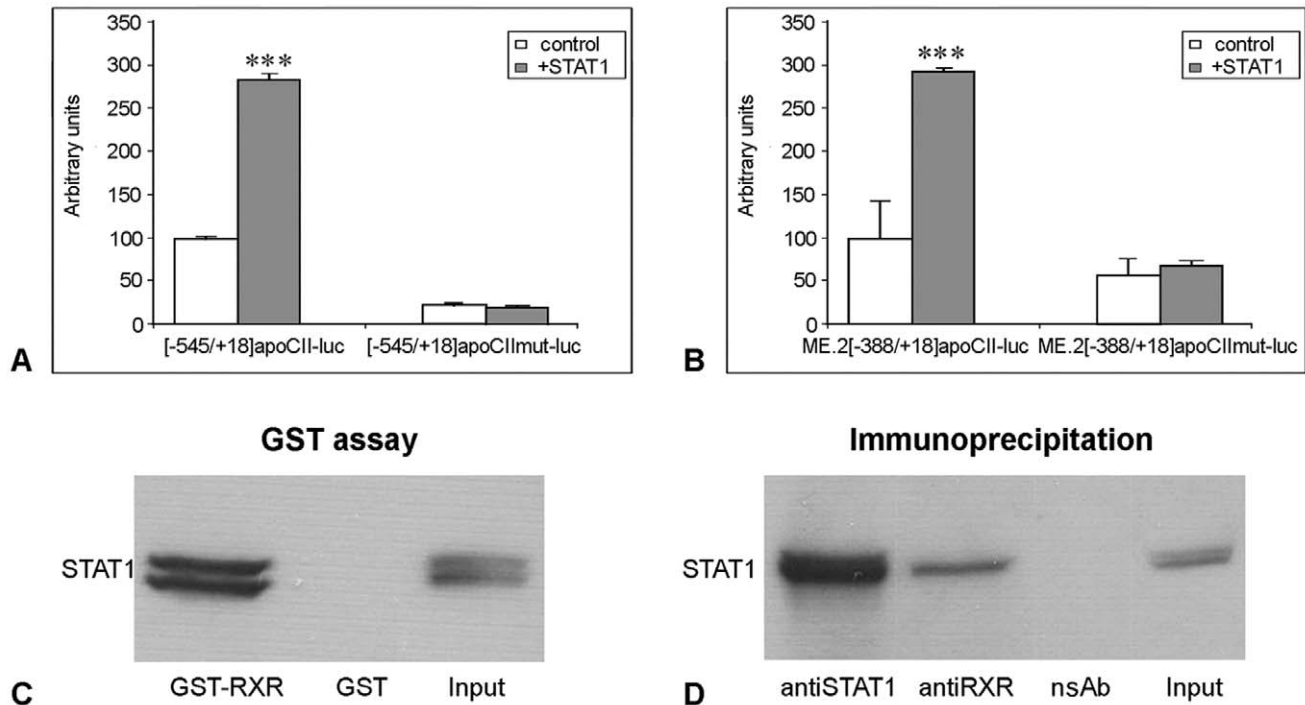 350
300
250
200
150
100
50
0
Arbitrary units
***
control
+STAT1
[-545/+18]apoCII-luc
[-545/+18]apoCIImut-luc
A
350
300
250
200
150
100
50
0
Arbitrary units
***
control
+STAT1
ME.2[-388/+18]apoCII-luc
ME.2[-388/+18]apoCIImut-luc
B
GST assay
STAT1
GST-RXR GST Input
C
Immunoprecipitation
STAT1
antiSTAT1 antiRXR nsAb Input
D